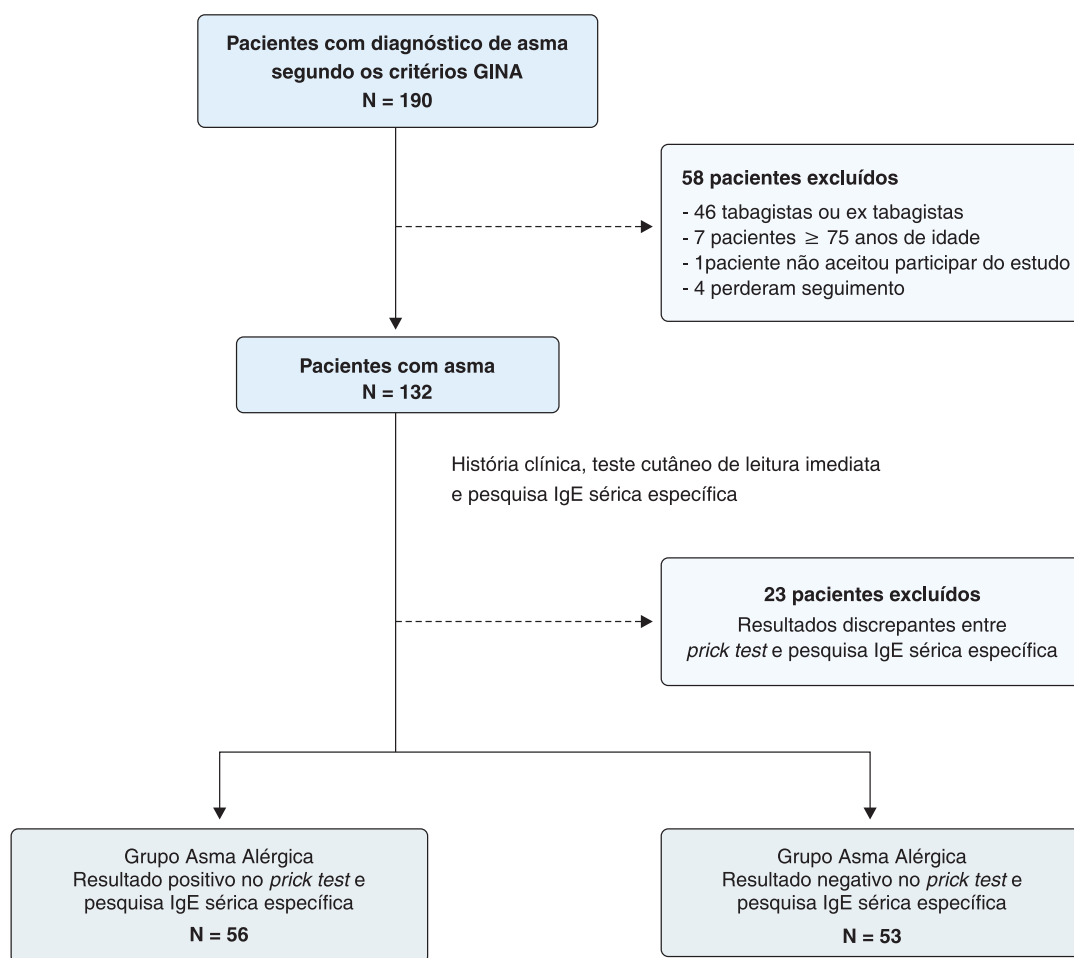 Pacientes com diagnóstico de asma
segundo os critérios GINA
N = 190
58 pacientes excluídos
- 46 tabagistas ou ex tabagistas
- 7 pacientes ≥ 75 anos de idade
- 1paciente não aceitou participar do estudo
- 4 perderam seguimento
Pacientes com asma
N = 132
História clínica, teste cutâneo de leitura imediata
e pesquisa IgE sérica específica
23 pacientes excluídos
Resultados discrepantes entre
prick test e pesquisa IgE sérica específica
Grupo Asma Alérgica
Resultado positivo no prick test e
pesquisa IgE sérica específica
N = 56
Grupo Asma Alérgica
Resultado negativo no prick test e
pesquisa IgE sérica específica
N = 53